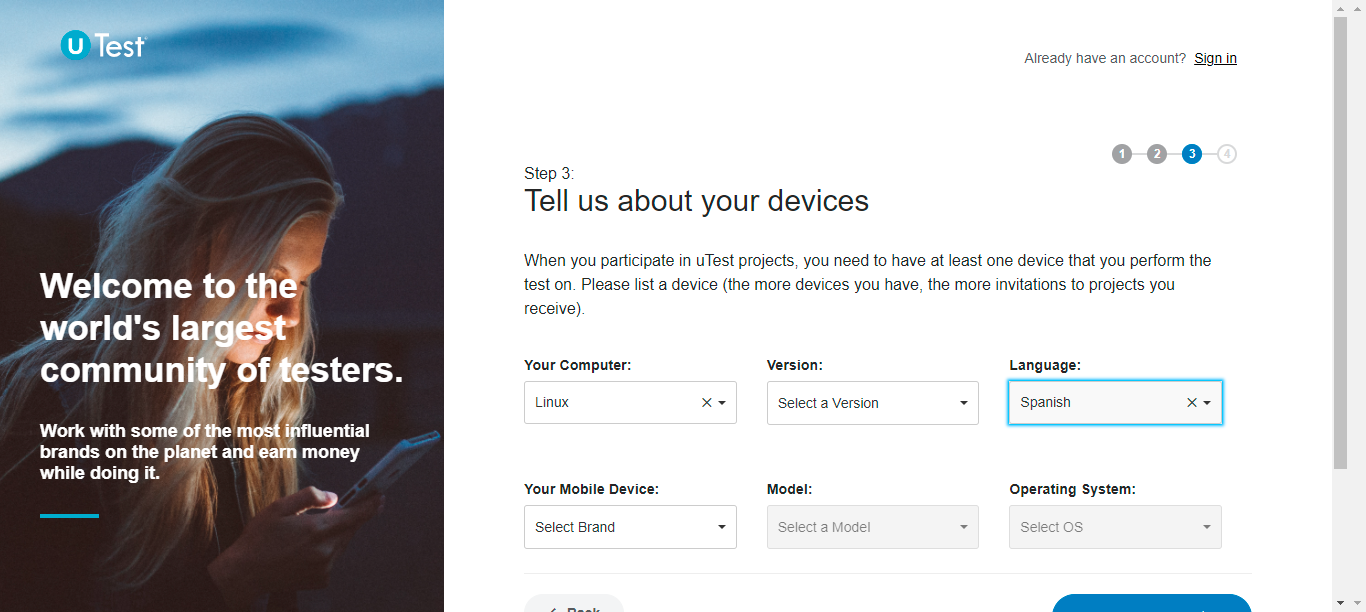 u Test
Already have an account? Sign in
1 2 3 4
Step 3:
Tell us about your devices
When you participate in uTest projects, you need to have at least one device that you perform the
test on. Please list a device (the more devices you have, the more invitations to projects you
receive).
Welcome to the
world's largest
community of testers.
Work with some of the most influential
brands on the planet and earn money
while doing it.
Your Computer: Version: Language:
Linux Select a Version Spanish
Your Mobile Device: Model: Operating System:
Select Brand Select a Model Select OS
Back